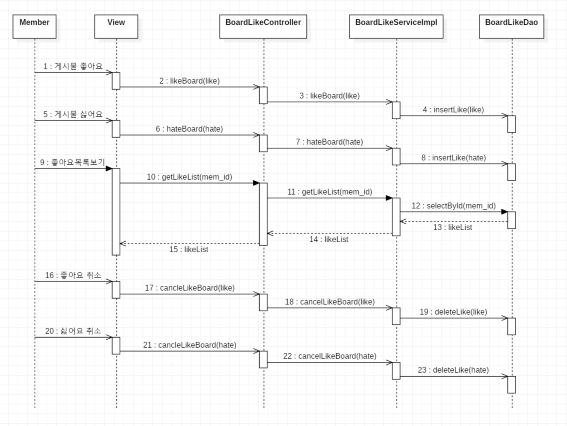 Member
View
BoardLikeController
BoardLikeServiceImpl
BoardLikeDao
1 : 게시물 좋아요
2 : likeBoard(like)
3 : likeBoard(like)
4 : insertLike(like)
5 : 게시물 싫어요
6 : hateBoard(hate)
7 : hateBoard(hate)
8 : insertLike(hate)
9 : 좋아요목록보기
10 : getLikeList(mem_id)
11 : getLikeList(mem_id)
12 : selectById(mem_id)
13 : likeList
14 : likeList
15 : likeList
16 : 좋아요 취소
17 : cancleLikeBoard(like)
18 : cancelLikeBoard(like)
19 : deleteLike(like)
20 : 싫어요 취소
21 : cancleLikeBoard(hate)
22 : cancelLikeBoard(hate)
23 : deleteLike(hate)